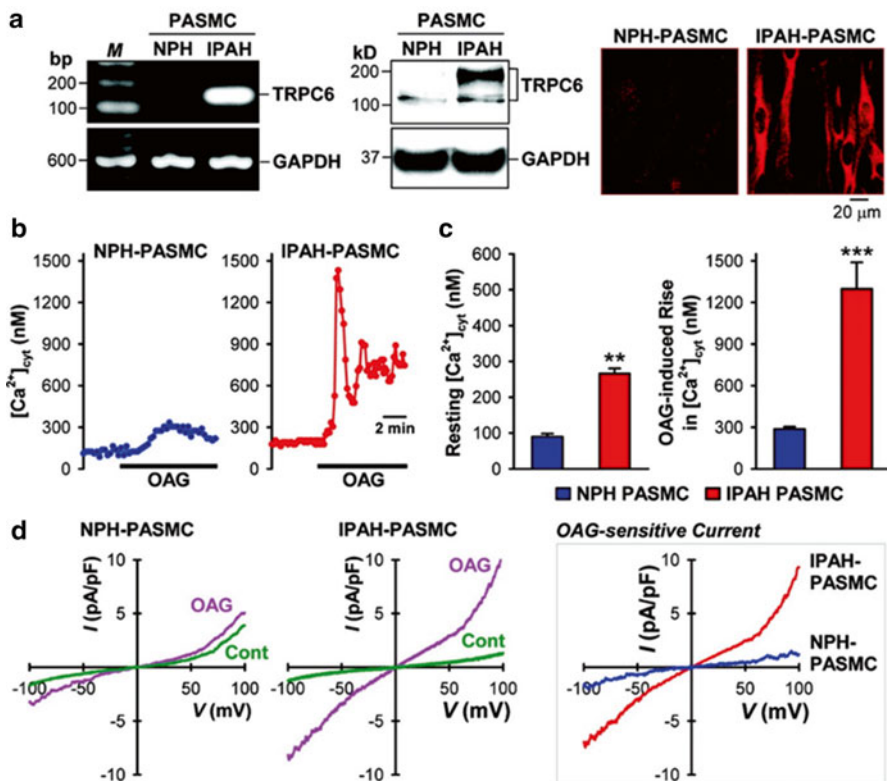 a
PASMC
M NPH IPAH
bp
200
100
TRPC6
600
GAPDH
PASMC
NPH IPAH
kD
200
100
TRPC6
37
GAPDH
NPH-PASMC IPAH-PASMC
20 μm
b
NPH-PASMC IPAH-PASMC
[Ca²⁺]cyt (nM)
1500
1200
900
600
300
0
OAG
[Ca²⁺]cyt (nM)
1500
1200
900
600
300
0
2 min
OAG
c
Resting [Ca²⁺]cyt (nM)
600
500
400
300
200
100
0
**
OAG-induced Rise
in [Ca²⁺]cyt (nM)
1500
1200
900
600
300
0
***
NPH PASMC IPAH PASMC
d
NPH-PASMC
I (pA/pF)
10
5
OAG
Cont
-100 -50 50 100
V (mV)
-5
-10
IPAH-PASMC
I (pA/pF)
10
5
OAG
Cont
-100 -50 50 100
V (mV)
-5
-10
OAG-sensitive Current
I (pA/pF)
10
5
IPAH-
PASMC
NPH-
PASMC
-100 -50 50 100
V (mV)
-5
-10